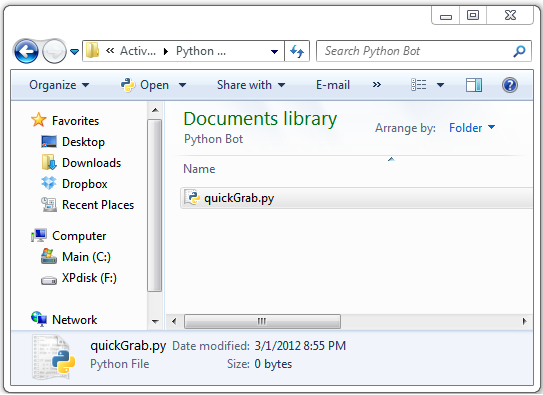 « Activ... ▸ Python ...
Search Python Bot
Organize Open Share with E-mail »
Favorites
Desktop
Downloads
Dropbox
Recent Places
Computer
Main (C:)
XPdisk (F:)
Network
Documents library
Python Bot
Arrange by: Folder
Name
quickGrab.py
quickGrab.py Date modified: 3/1/2012 8:55 PM
Python File Size: 0 bytes